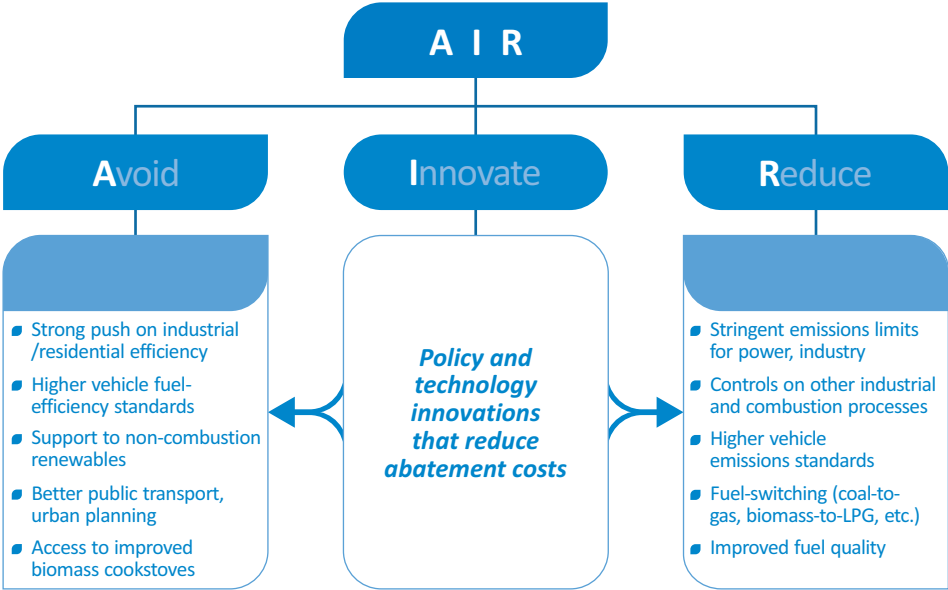 A I R
Avoid
Innovate
Reduce
Strong push on industrial
/residential efficiency
Higher vehicle fuel-
efficiency standards
Support to non-combustion
renewables
Better public transport,
urban planning
Access to improved
biomass cookstoves
Policy and
technology
innovations
that reduce
abatement costs
Stringent emissions limits
for power, industry
Controls on other industrial
and combustion processes
Higher vehicle
emissions standards
Fuel-switching (coal-to-
gas, biomass-to-LPG, etc.)
Improved fuel quality